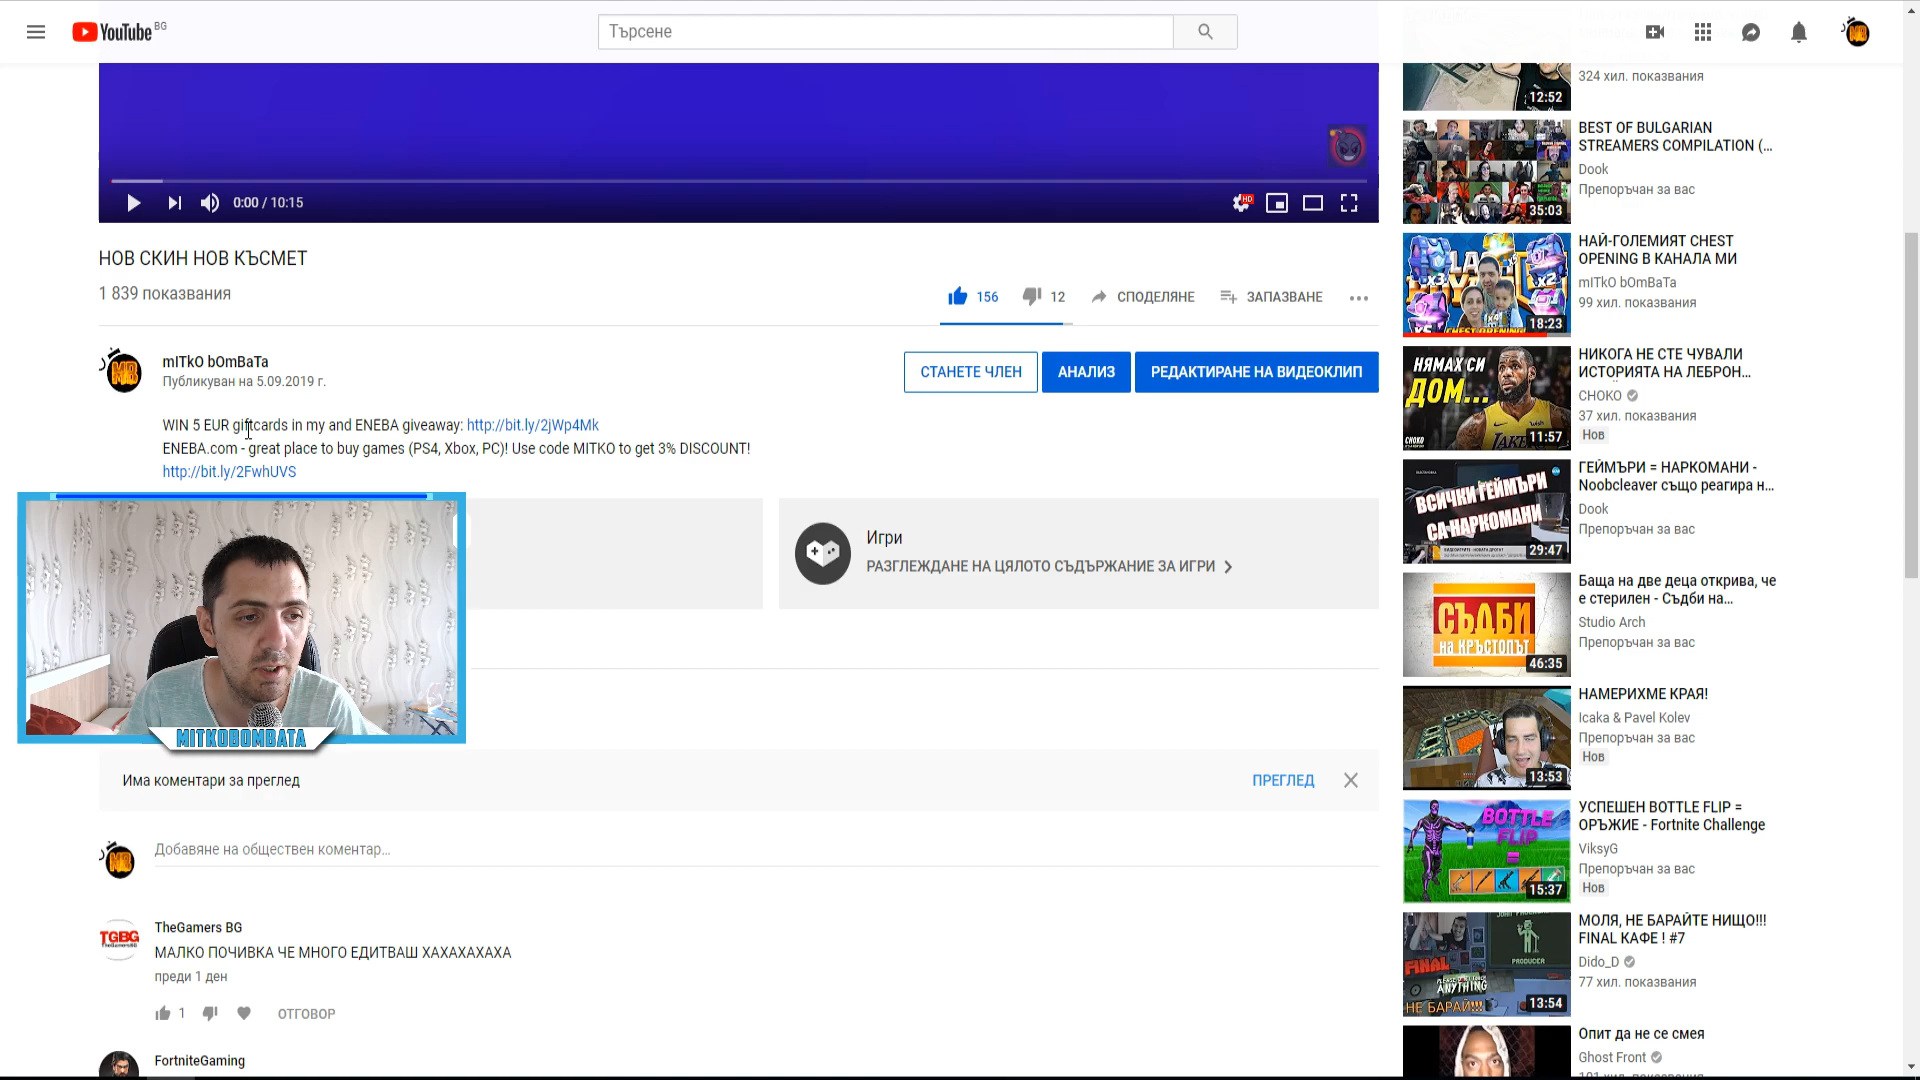 YouTube BG
Търсене
0:00 / 10:15
HD
НОВ СКИН НОВ КЪСМЕТ
1 839 показвания
156
12
СПОДЕЛЯНЕ
ЗАПАЗВАНЕ
mITkO bOmBaTa
Публикуван на 5.09.2019 г.
СТАНЕТЕ ЧЛЕН
АНАЛИЗ
РЕДАКТИРАНЕ НА ВИДЕОКЛИП
WIN 5 EUR giftcards in my and ENEBA giveaway: http://bit.ly/2jWp4Mk
ENEBA.com - great place to buy games (PS4, Xbox, PC)! Use code MITKO to get 3% DISCOUNT!
http://bit.ly/2FwhUVS
Игри
РАЗГЛЕЖДАНЕ НА ЦЯЛОТО СЪДЪРЖАНИЕ ЗА ИГРИ
MITKOBOMBATA
Има коментари за преглед
ПРЕГЛЕД
Добавяне на обществен коментар...
TGBG
TheGamers BG
МАЛКО ПОЧИВКА ЧЕ МНОГО ЕДИТВАШ ХАХАХАХАХА
преди 1 ден
1
ОТГОВОР
FortniteGaming
324 хил. показвания
12:52
BEST OF BULGARIAN
STREAMERS COMPILATION (...
Dook
Препоръчан за вас
35:03
НАЙ-ГОЛЕМИЯТ CHEST
OPENING В КАНАЛА МИ
mITkO bOmBaTa
99 хил. показвания
18:23
НЯМАХ СИ
ДОМ...
CHOKO
11:57
НИКОГА НЕ СТЕ ЧУВАЛИ
ИСТОРИЯТА НА ЛЕБРОН...
CHOKO
37 хил. показвания
Нов
ВСИЧКИ ГЕЙМЪРИ
СА НАРКОМАНИ
29:47
ГЕЙМЪРИ = НАРКОМАНИ -
Noobcleaver също реагира н...
Dook
Препоръчан за вас
СЪДБИ
НА КРЪСТОПЪТ
46:35
Баща на две деца открива, че
е стерилен - Съдби на...
Studio Arch
Препоръчан за вас
13:53
НАМЕРИХМЕ КРАЯ!
Icaka & Pavel Kolev
Препоръчан за вас
Нов
BOTTLE
FLIP
=
15:37
УСПЕШЕН BOTTLE FLIP =
ОРЪЖИЕ - Fortnite Challenge
ViksyG
Препоръчан за вас
Нов
PRODUCER
FINAL
PLEASE DON'T TOUCH
ANYTHING
НЕ БАРАЙ!!!
13:54
МОЛЯ, НЕ БАРАЙТЕ НИЩО!!!
FINAL КАФЕ ! #7
Dido_D
77 хил. показвания
Опит да не се смея
Ghost Front